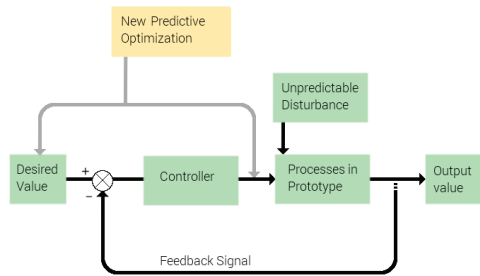 New Predictive
Optimization
Unpredictable
Disturbance
Desired
Value
+
−
Controller
Processes in
Prototype
Output
value
Feedback Signal